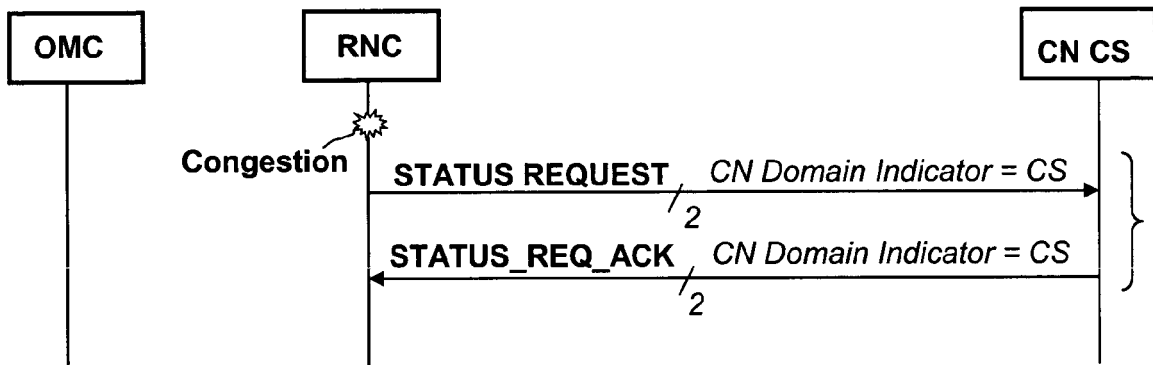 OMC
RNC
CN CS
Congestion
STATUS REQUEST CN Domain Indicator = CS
2
STATUS_REQ_ACK CN Domain Indicator = CS
2